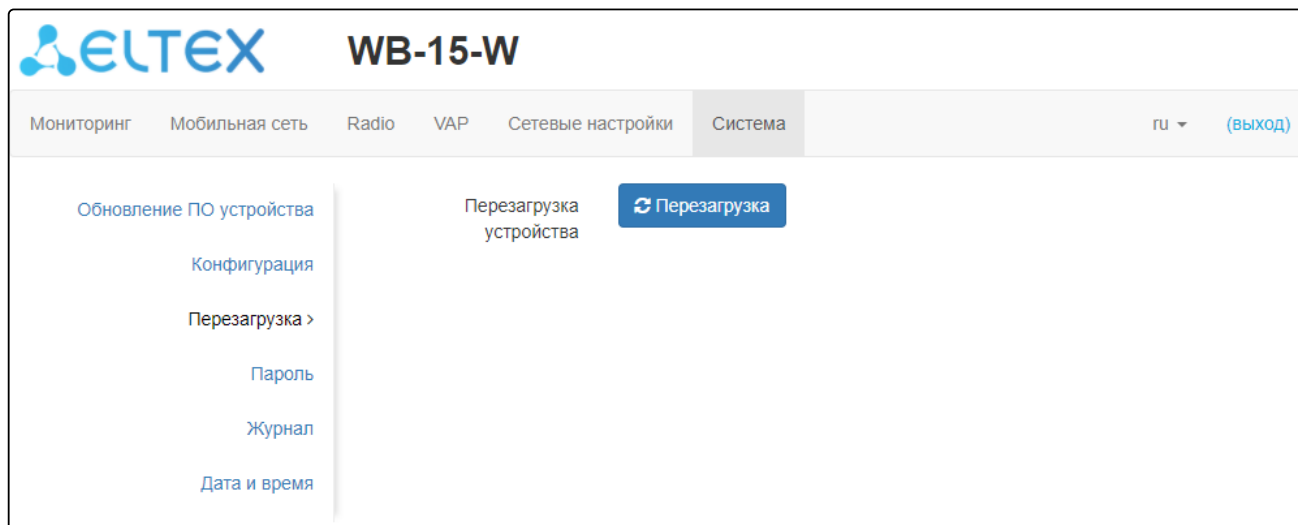 ELTEX WB-15-W
Мониторинг Мобильная сеть Radio VAP Сетевые настройки Система ru (выход)
Обновление ПО устройства
Конфигурация
Перезагрузка >
Пароль
Журнал
Дата и время
Перезагрузка
устройства
Перезагрузка